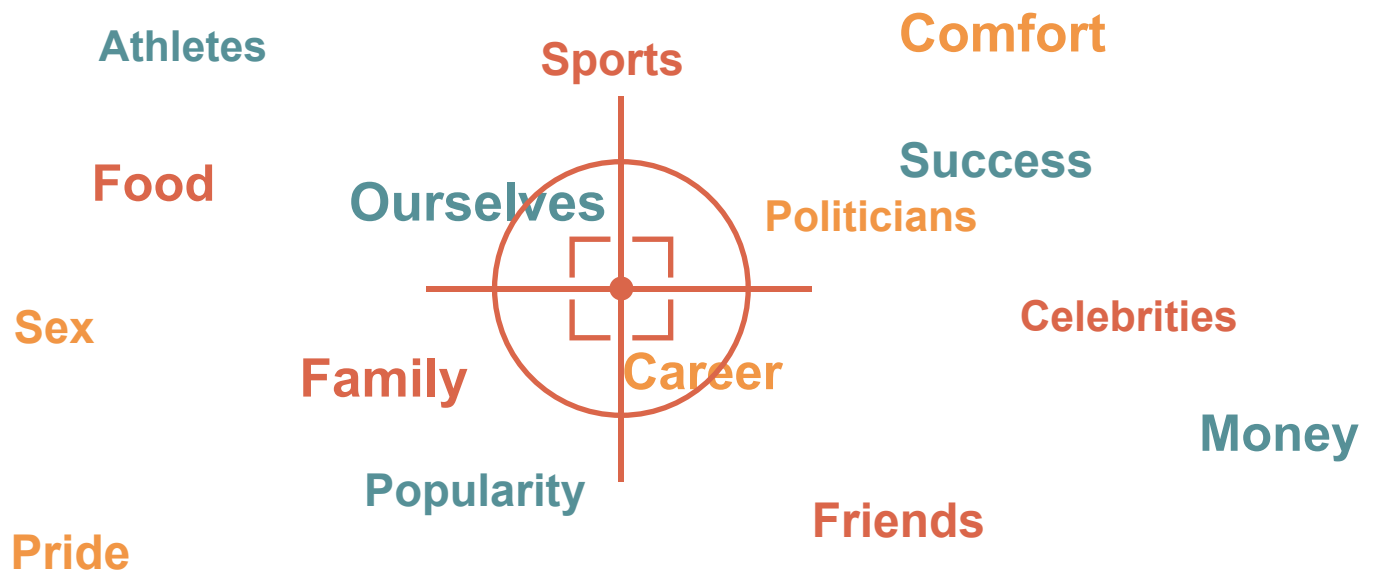 Athletes
Sports
Comfort
Food
Ourselves
Success
Politicians
Sex
Celebrities
Family
Career
Money
Popularity
Friends
Pride